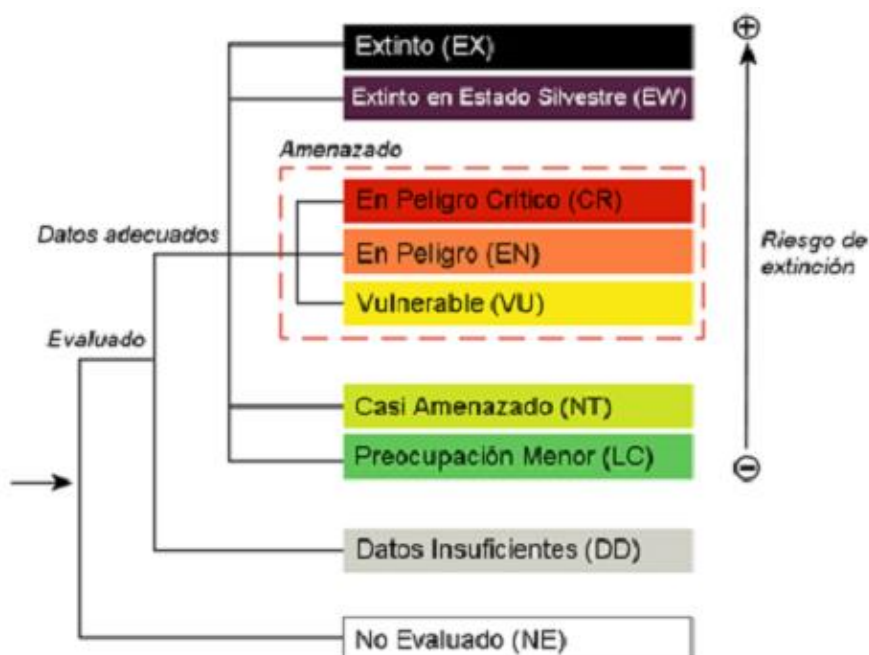 Extinto (EX)
Extinto en Estado Silvestre (EW)
Amenazado
En Peligro Crítico (CR)
Datos adecuados
En Peligro (EN)
Riesgo de
extinción
Vulnerable (VU)
Evaluado
Casi Amenazado (NT)
Preocupación Menor (LC)
Datos Insuficientes (DD)
No Evaluado (NE)